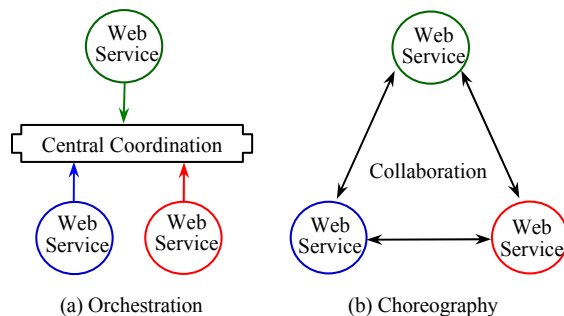 Web
Service
Central Coordination
Web
Service
Web
Service
(a) Orchestration
Web
Service
Collaboration
Web
Service
Web
Service
(b) Choreography